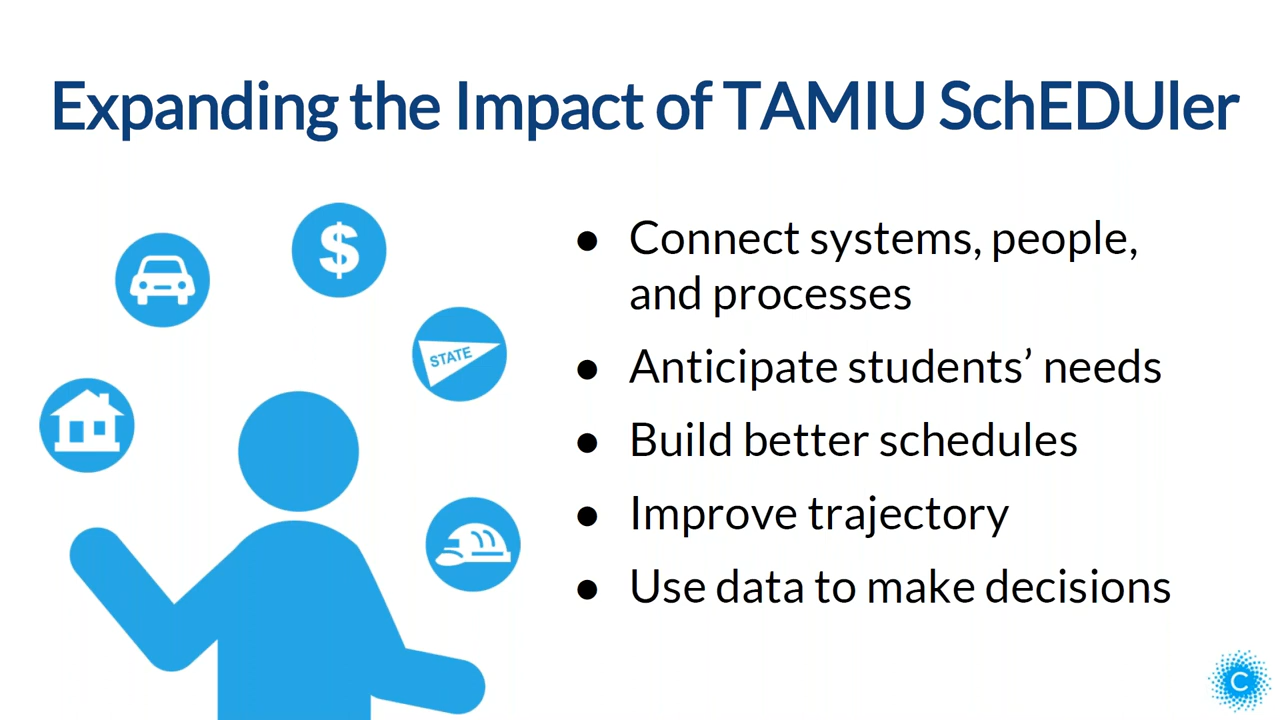 Expanding the Impact of TAMIU SchEDUler
$
STATE
● Connect systems, people,
and processes
● Anticipate students’ needs
● Build better schedules
● Improve trajectory
● Use data to make decisions
C